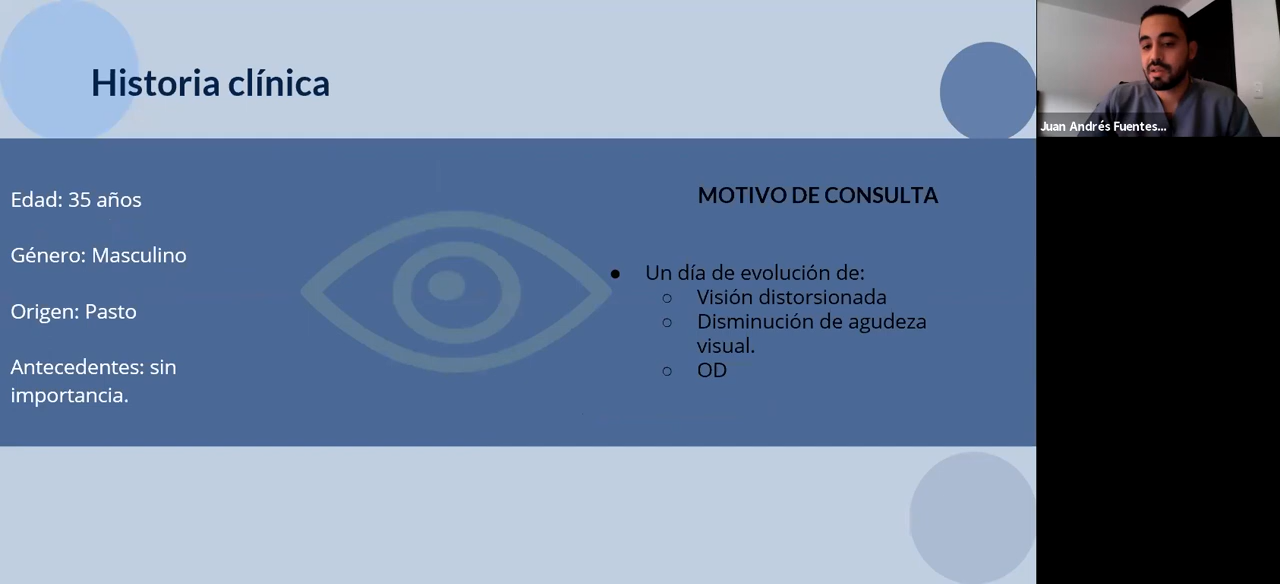 Historia clínica
Edad: 35 años
Género: Masculino
Origen: Pasto
Antecedentes: sin
importancia.
MOTIVO DE CONSULTA
● Un día de evolución de:
○ Visión distorsionada
○ Disminución de agudeza
visual.
○ OD
Juan Andrés Fuentes...